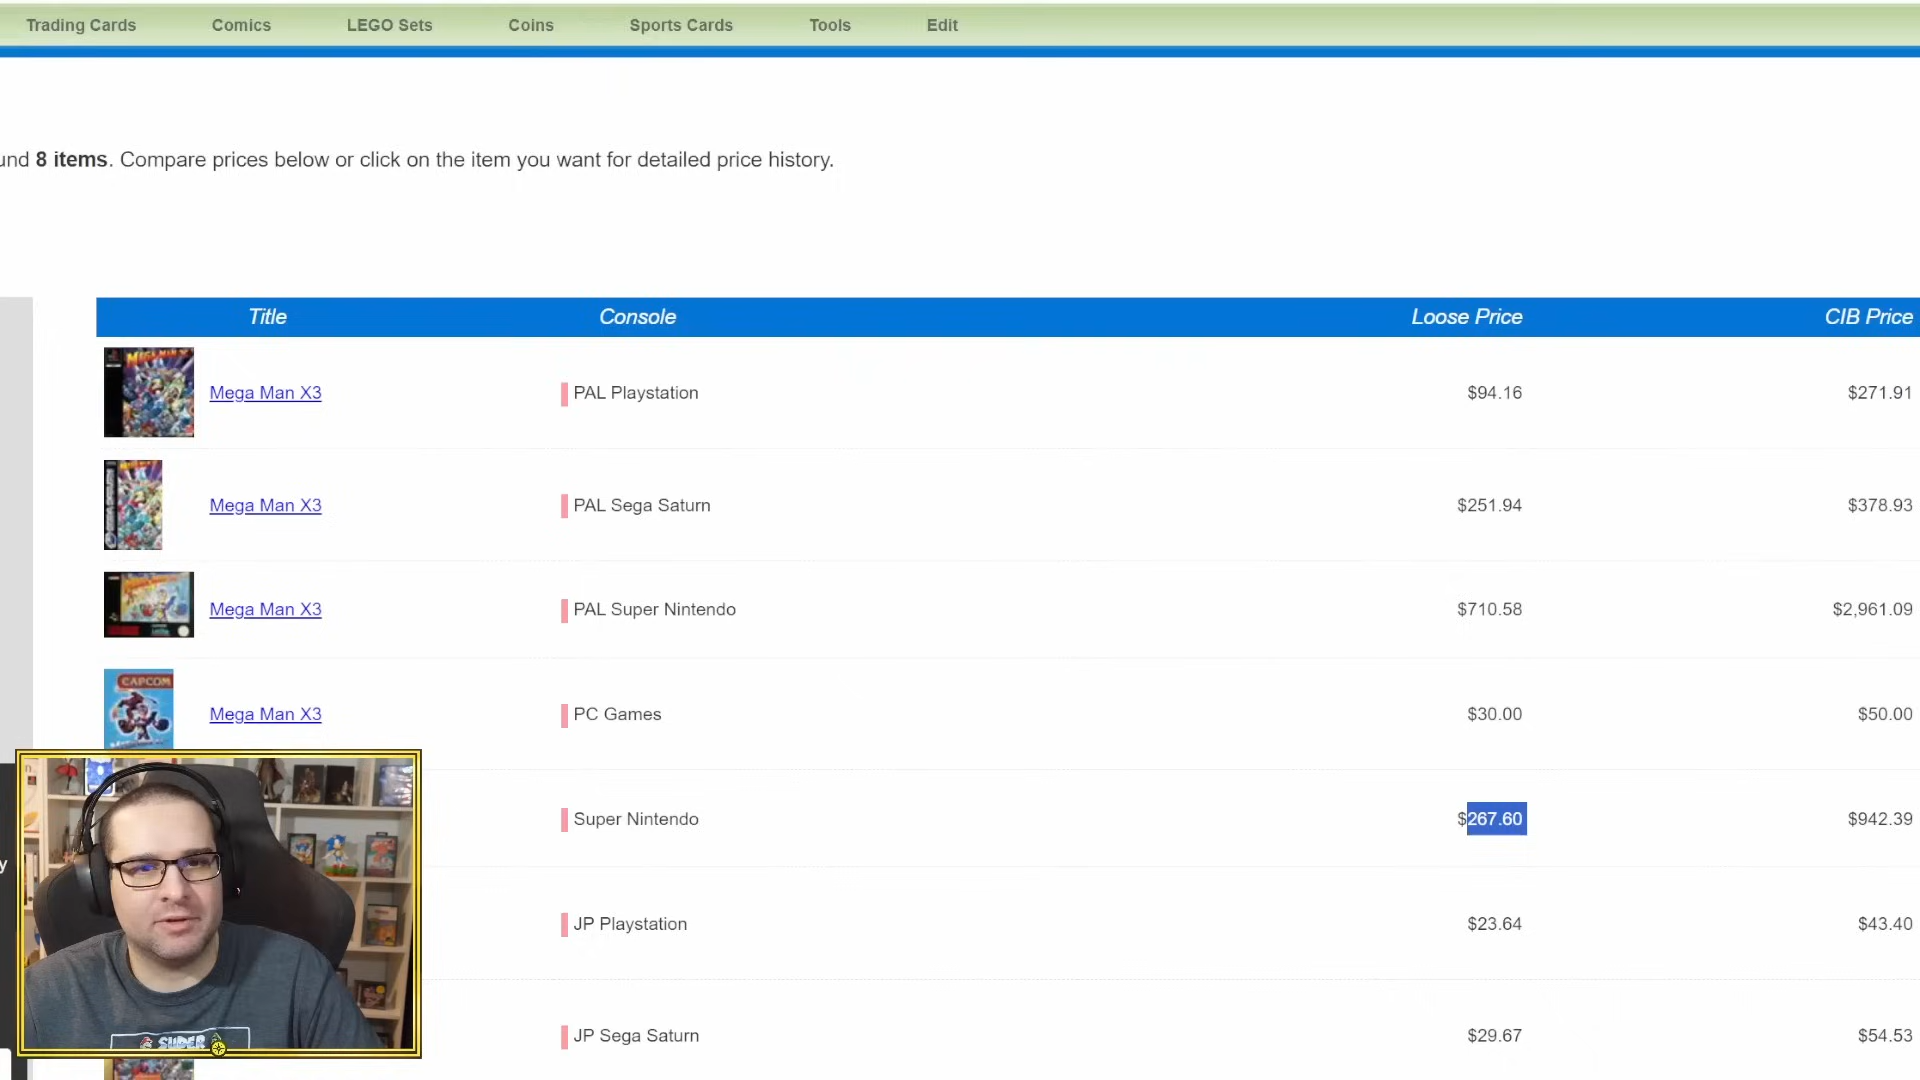 Trading Cards Comics LEGO Sets Coins Sports Cards Tools Edit
und 8 items. Compare prices below or click on the item you want for detailed price history.
Title Console Loose Price CIB Price
Mega Man X3 PAL Playstation $94.16 $271.91
Mega Man X3 PAL Sega Saturn $251.94 $378.93
Mega Man X3 PAL Super Nintendo $710.58 $2,961.09
CAPCOM
Mega Man X3 PC Games $30.00 $50.00
Super Nintendo $267.60 $942.39
y
JP Playstation $23.64 $43.40
JP Sega Saturn $29.67 $54.53
SUPER